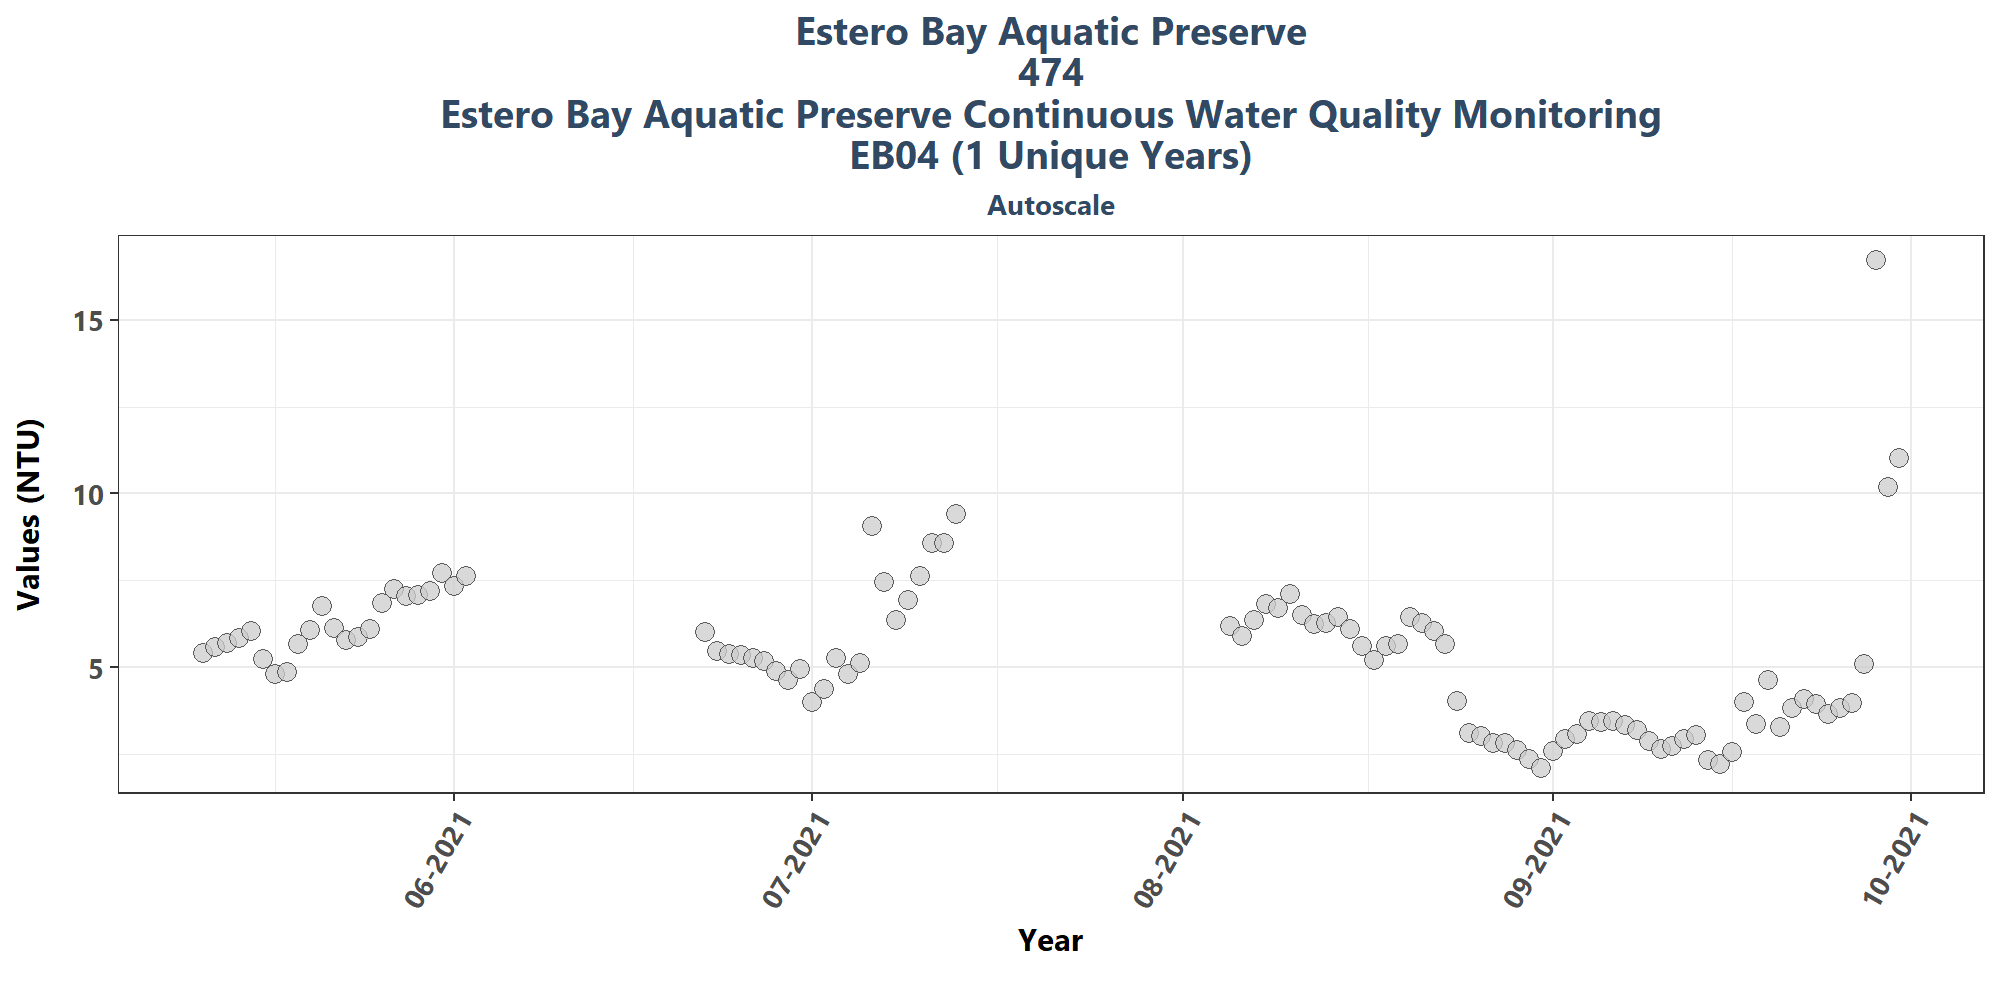 Estero Bay Aquatic Preserve
474
Estero Bay Aquatic Preserve Continuous Water Quality Monitoring
EB04 (1 Unique Years)
Autoscale
Values (NTU)
15
10
5
06-2021
07-2021
08-2021
09-2021
10-2021
Year